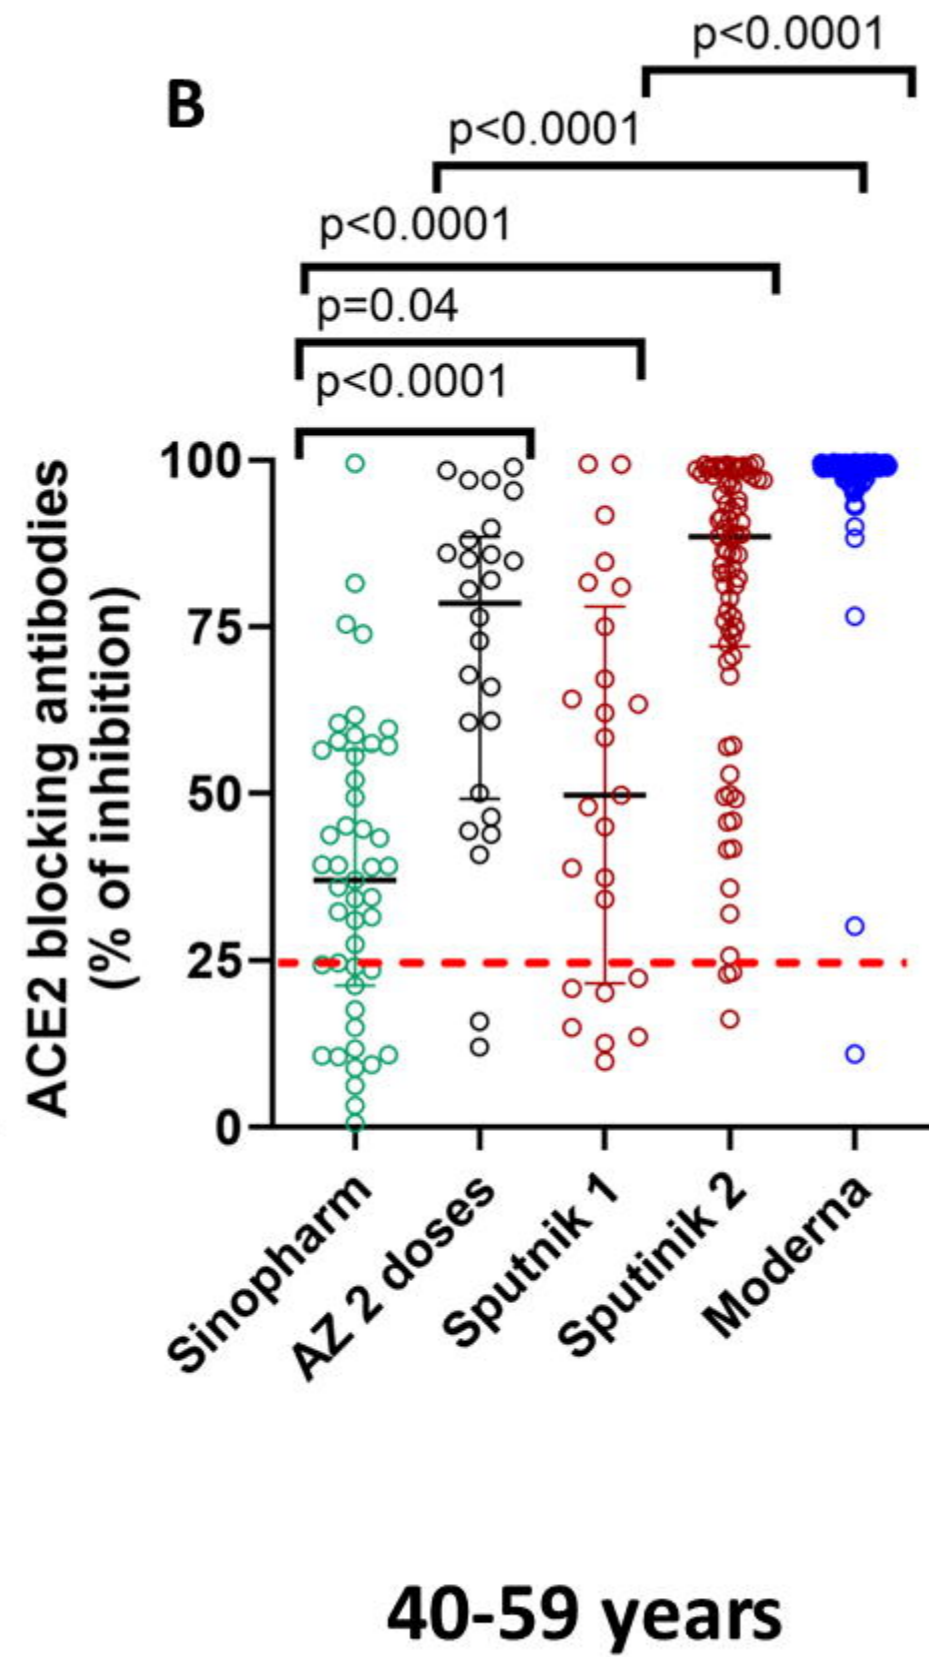 p<0.0001
B
p<0.0001
p<0.0001
p=0.04
p<0.0001
ACE2 blocking antibodies
(% of inhibition)
100
75
50
25
0
Sinopharm
AZ 2 doses
Sputnik 1
Sputinik 2
Moderna
40-59 years